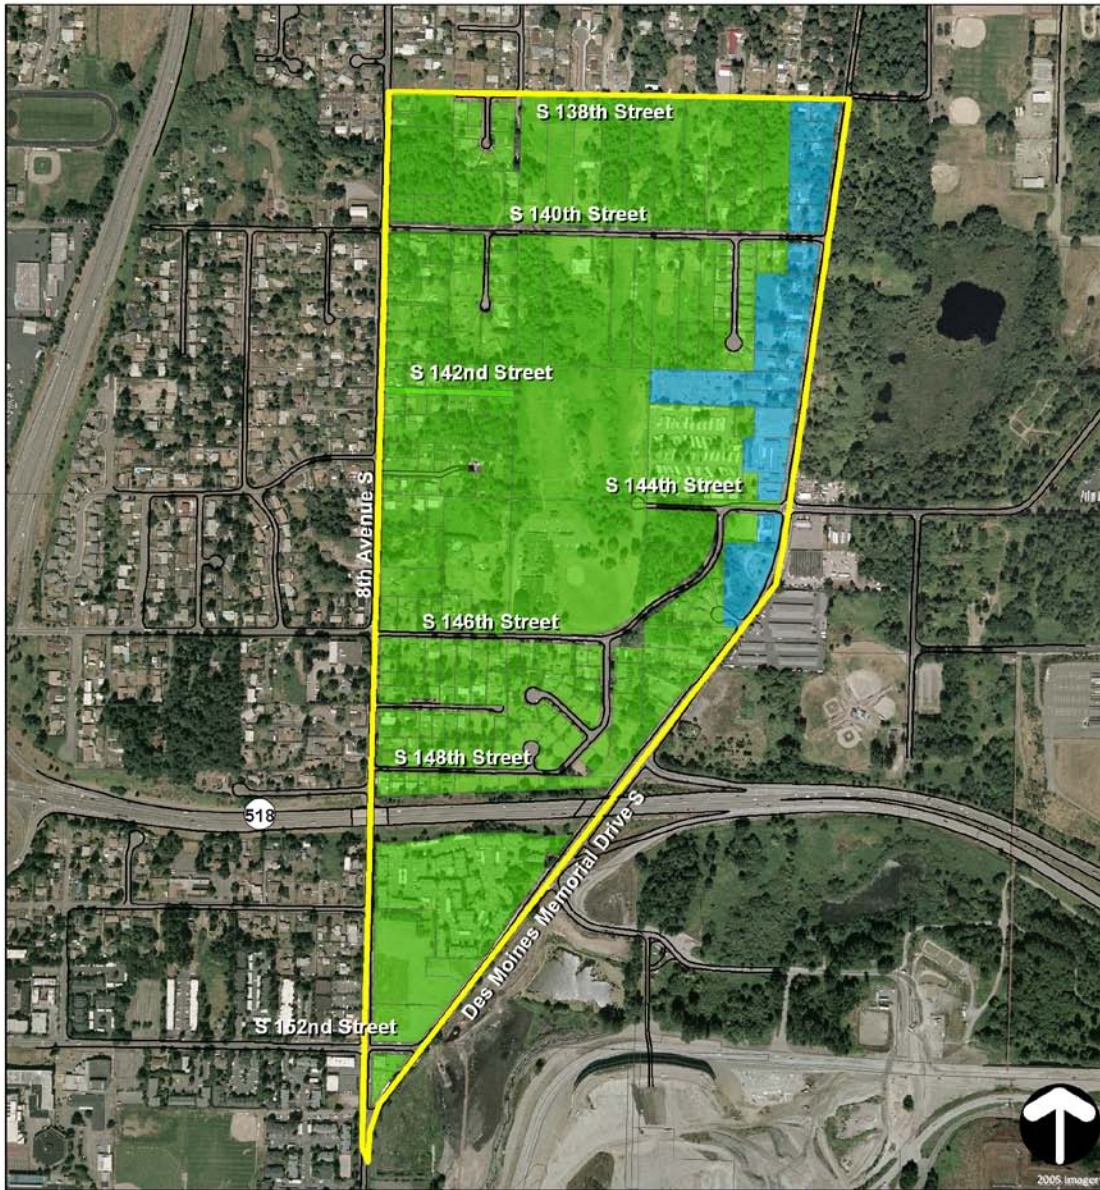 S 138th Street
S 140th Street
S 142nd Street
S 144th Street
8th Avenue S
S 146th Street
S 148th Street
518
Des Moines Memorial Drive S
S 152nd Street
2005 Imagery